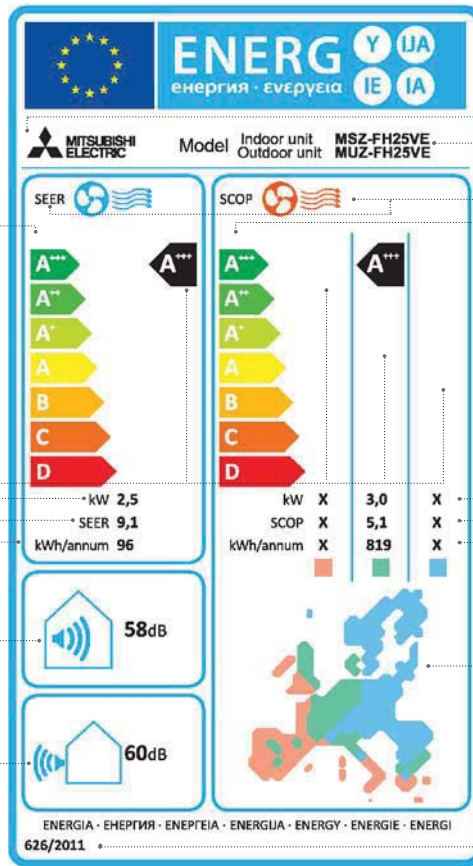 ENERG Y IJA
енергия · ενεργεια IE IA
MITSUBISHI
ELECTRIC
Model Indoor unit MSZ-FH25VE
Outdoor unit MUZ-FH25VE
SEER
A+++ A+++
A++
A+
A
B
C
D
kW 2,5
SEER 9,1
kWh/annum 96
SCOP
A+++ A+++
A++
A+
A
B
C
D
kW X 3,0 X
SCOP X 5,1 X
kWh/annum X 819 X
58dB
60dB
ENERGIA · ЕНЕРГИЯ · ΕΝΕΡΓΕΙΑ · ENERGIJA · ENERGY · ENERGIE · ENERGI
626/2011